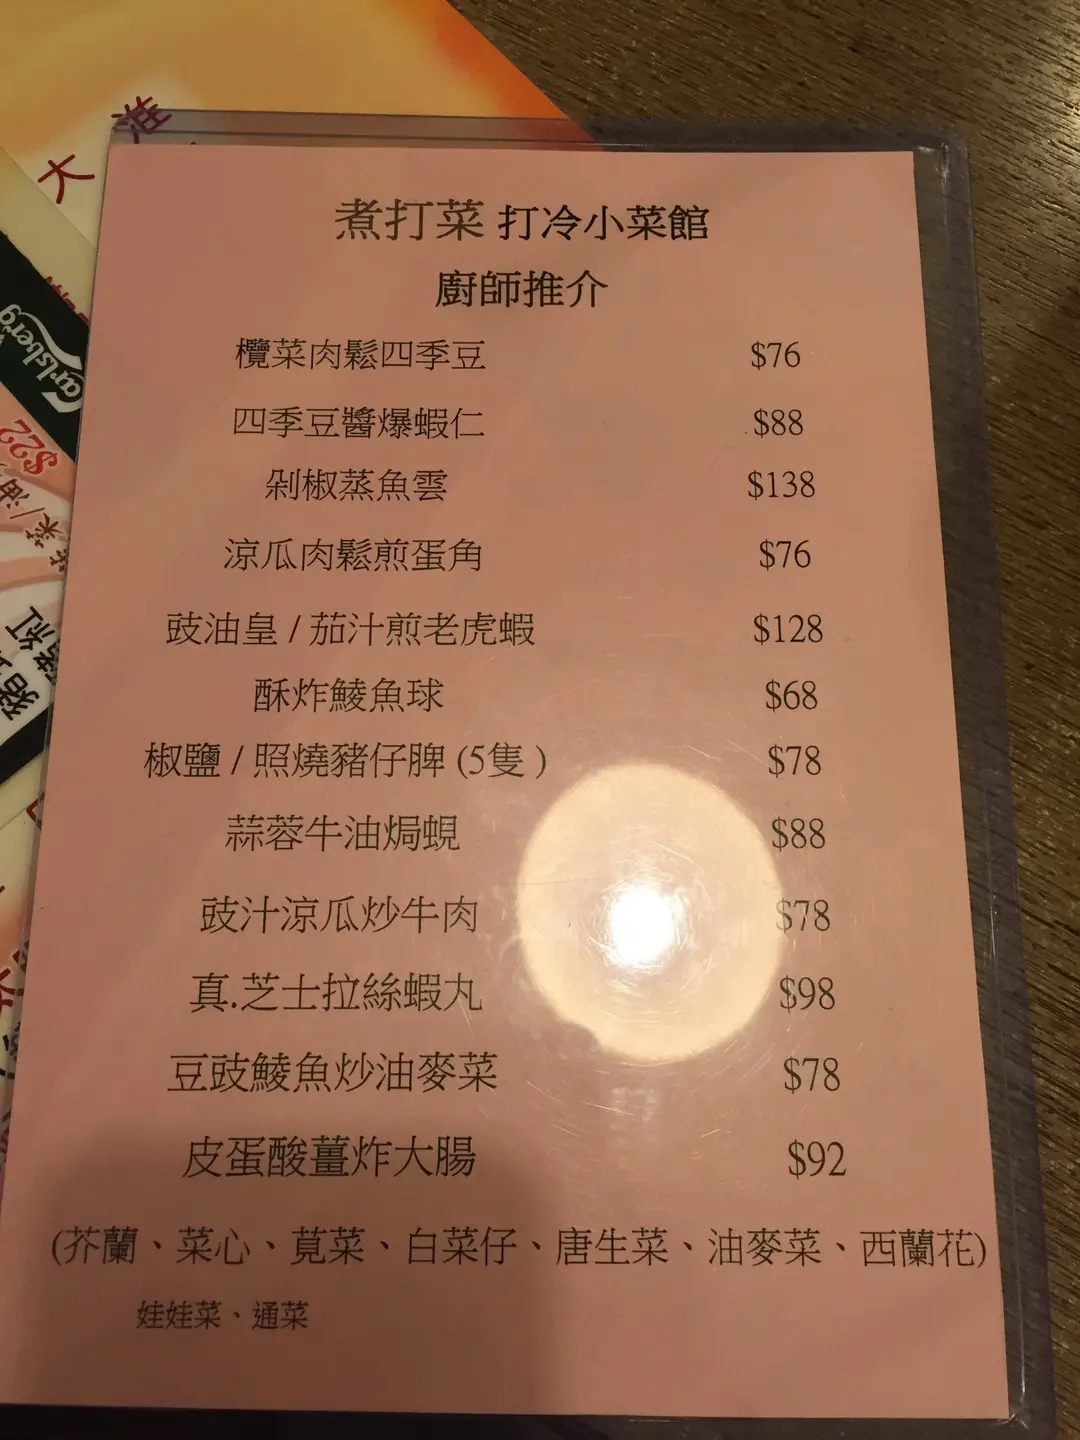 大
煮打菜 打冷小菜館
廚師推介
欖菜肉鬆四季豆 $76
四季豆醬爆蝦仁 $88
剁椒蒸魚雲 $138
涼瓜肉鬆煎蛋角 $76
豉油皇 / 茄汁煎老虎蝦 $128
酥炸鯪魚球 $68
椒鹽 / 照燒豬仔脾 (5隻 ) $78
蒜蓉牛油焗蜆 $88
豉汁涼瓜炒牛肉 $78
真.芝士拉絲蝦丸 $98
豆豉鯪魚炒油麥菜 $78
皮蛋酸薑炸大腸 $92
(芥蘭、菜心、莧菜、白菜仔、唐生菜、油麥菜、西蘭花)
娃娃菜、通菜
Carlsberg
$22